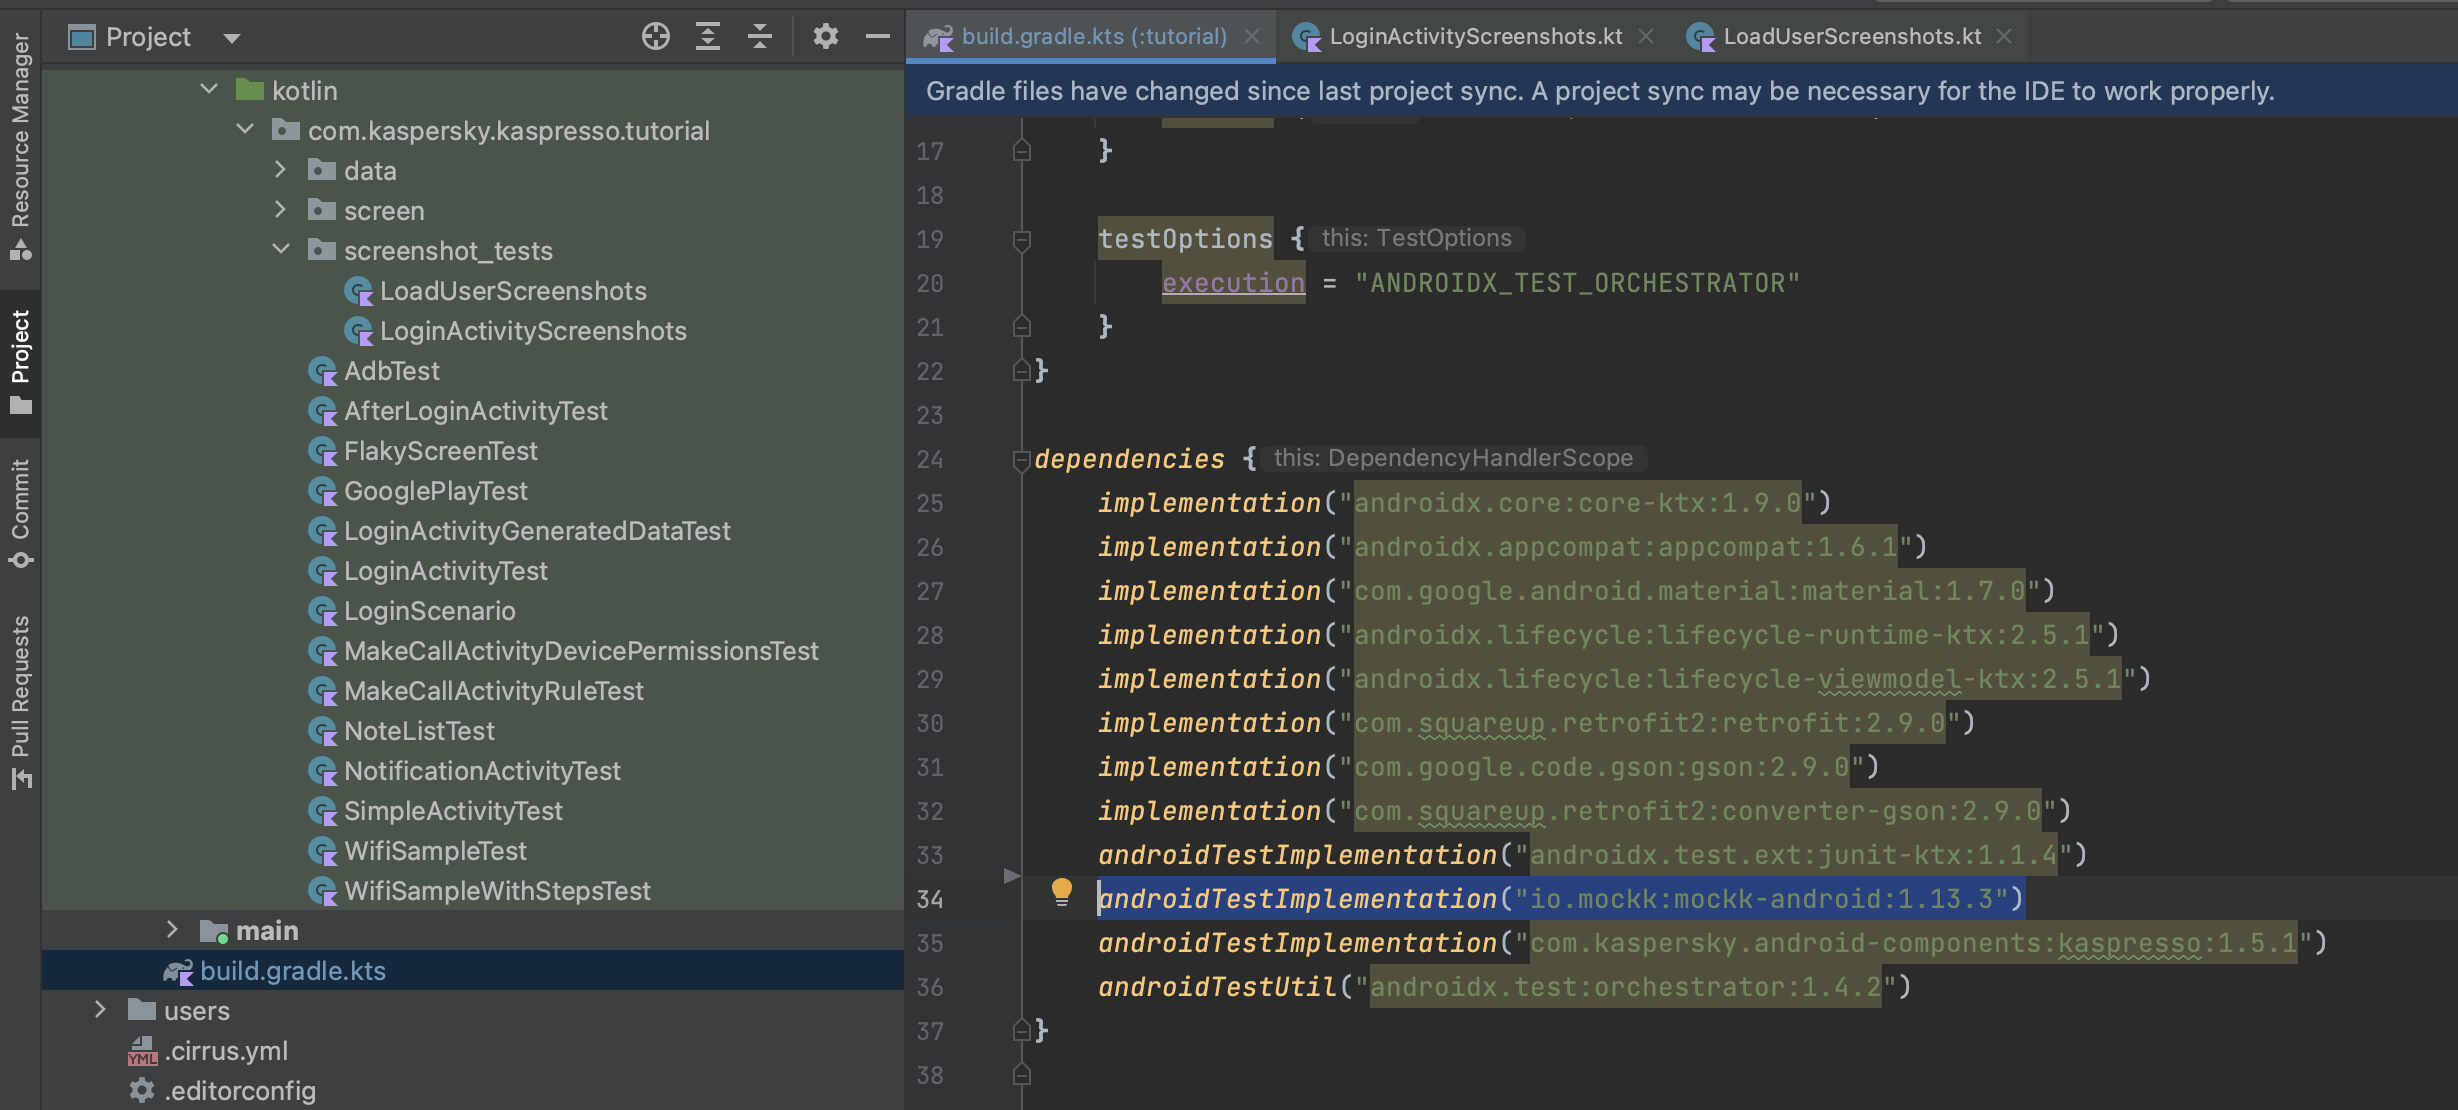 Project
build.gradle.kts (:tutorial)
LoginActivityScreenshots.kt
LoadUserScreenshots.kt
Gradle files have changed since last project sync. A project sync may be necessary for the IDE to work properly.
Resource Manager
Project
Commit
Pull Requests
kotlin
com.kaspersky.kaspresso.tutorial
data
screen
screenshot_tests
LoadUserScreenshots
LoginActivityScreenshots
AdbTest
AfterLoginActivityTest
FlakyScreenTest
GooglePlayTest
LoginActivityGeneratedDataTest
LoginActivityTest
LoginScenario
MakeCallActivityDevicePermissionsTest
MakeCallActivityRuleTest
NoteListTest
NotificationActivityTest
SimpleActivityTest
WifiSampleTest
WifiSampleWithStepsTest
main
build.gradle.kts
users
YML .cirrus.yml
.editorconfig
17 }
18
19 testOptions { this: TestOptions
20 execution = "ANDROIDX_TEST_ORCHESTRATOR"
21 }
22 }
23
24 dependencies { this: DependencyHandlerScope
25 implementation("androidx.core:core-ktx:1.9.0")
26 implementation("androidx.appcompat:appcompat:1.6.1")
27 implementation("com.google.android.material:material:1.7.0")
28 implementation("androidx.lifecycle:lifecycle-runtime-ktx:2.5.1")
29 implementation("androidx.lifecycle:lifecycle-viewmodel-ktx:2.5.1")
30 implementation("com.squareup.retrofit2:retrofit:2.9.0")
31 implementation("com.google.code.gson:gson:2.9.0")
32 implementation("com.squareup.retrofit2:converter-gson:2.9.0")
33 androidTestImplementation("androidx.test.ext:junit-ktx:1.1.4")
34 androidTestImplementation("io.mockk:mockk-android:1.13.3")
35 androidTestImplementation("com.kaspersky.android-components:kaspresso:1.5.1")
36 androidTestUtil("androidx.test:orchestrator:1.4.2")
37 }
38